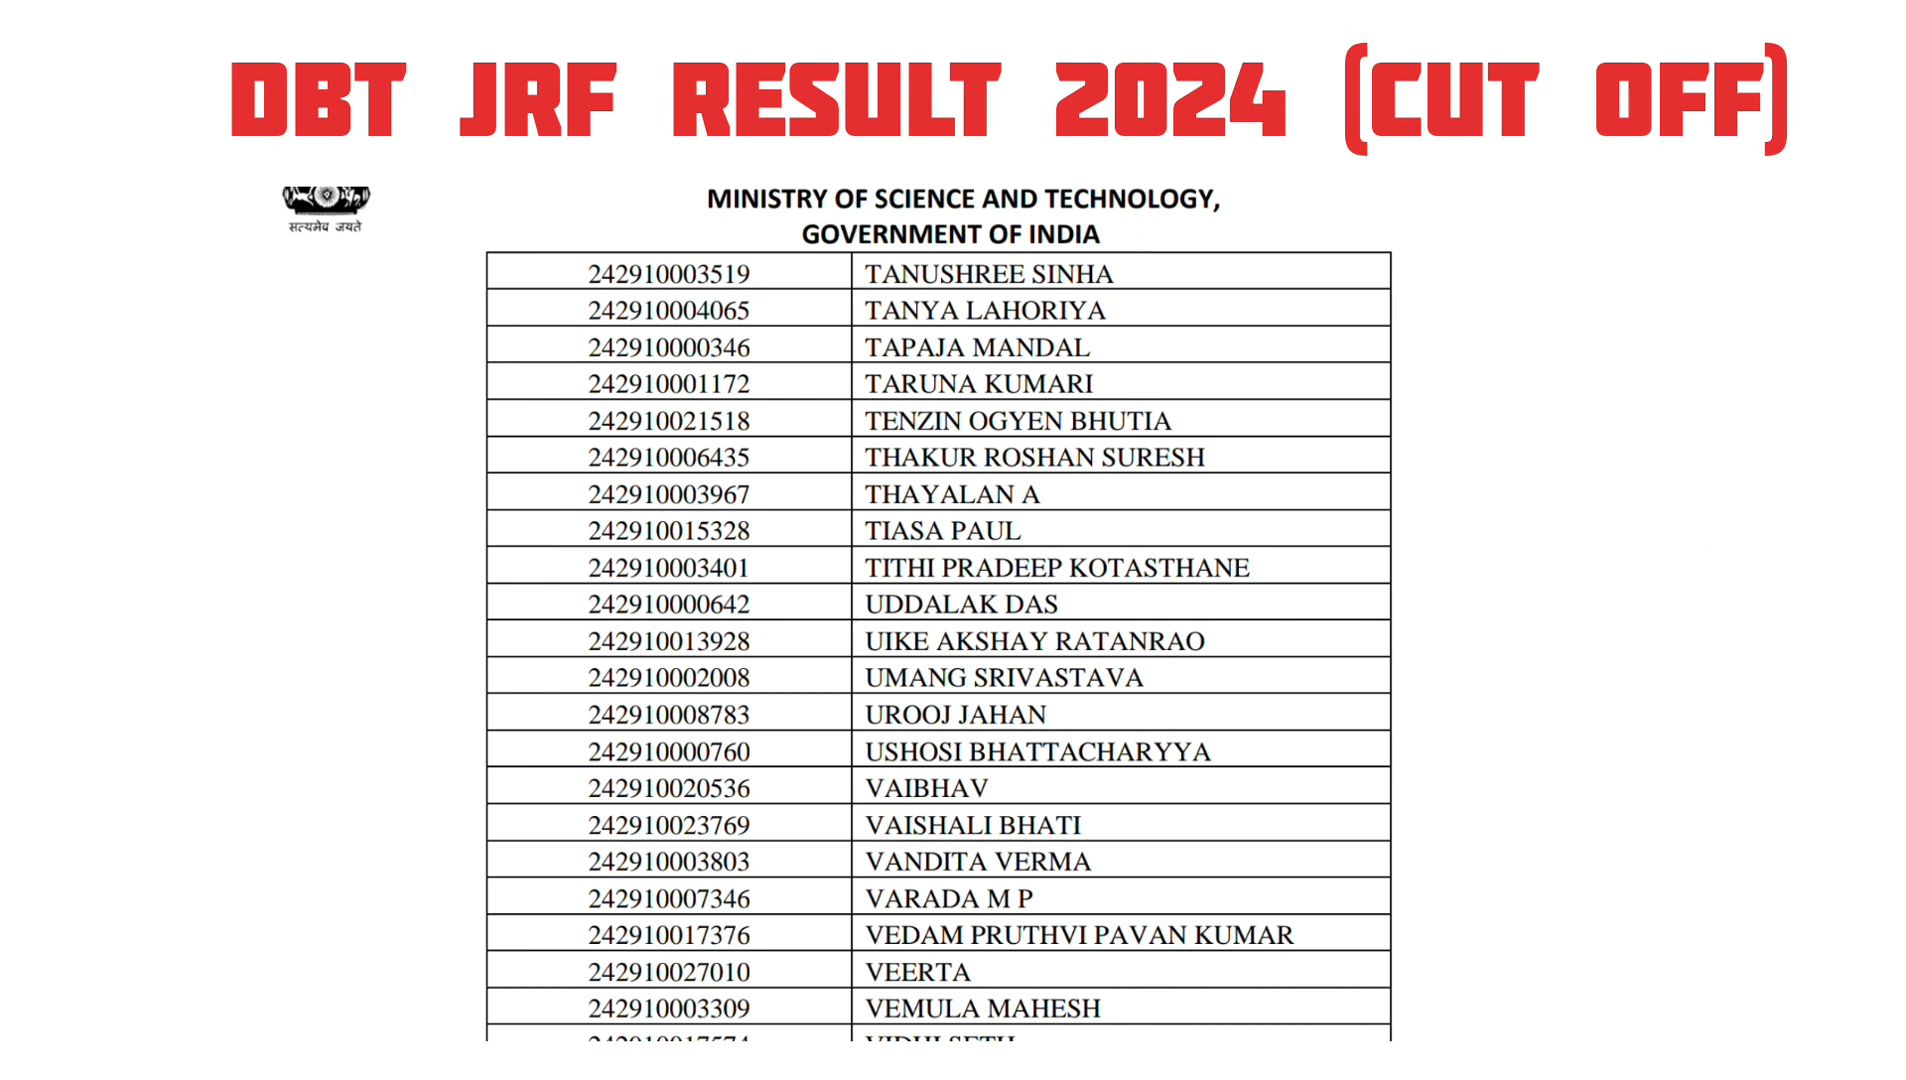 DBT JRF RESULT 2024 (CUT OFF)
सत्यमेव जयते
MINISTRY OF SCIENCE AND TECHNOLOGY,
GOVERNMENT OF INDIA
242910003519 TANUSHREE SINHA
242910004065 TANYA LAHORIYA
242910000346 TAPAJA MANDAL
242910001172 TARUNA KUMARI
242910021518 TENZIN OGYEN BHUTIA
242910006435 THAKUR ROSHAN SURESH
242910003967 THAYALAN A
242910015328 TIASA PAUL
242910003401 TITHI PRADEEP KOTASTHANE
242910000642 UDDALAK DAS
242910013928 UIKE AKSHAY RATANRAO
242910002008 UMANG SRIVASTAVA
242910008783 UROOJ JAHAN
242910000760 USHOSI BHATTACHARYYA
242910020536 VAIBHAV
242910023769 VAISHALI BHATI
242910003803 VANDITA VERMA
242910007346 VARADA M P
242910017376 VEDAM PRUTHVI PAVAN KUMAR
242910027010 VEERTA
242910003309 VEMULA MAHESH